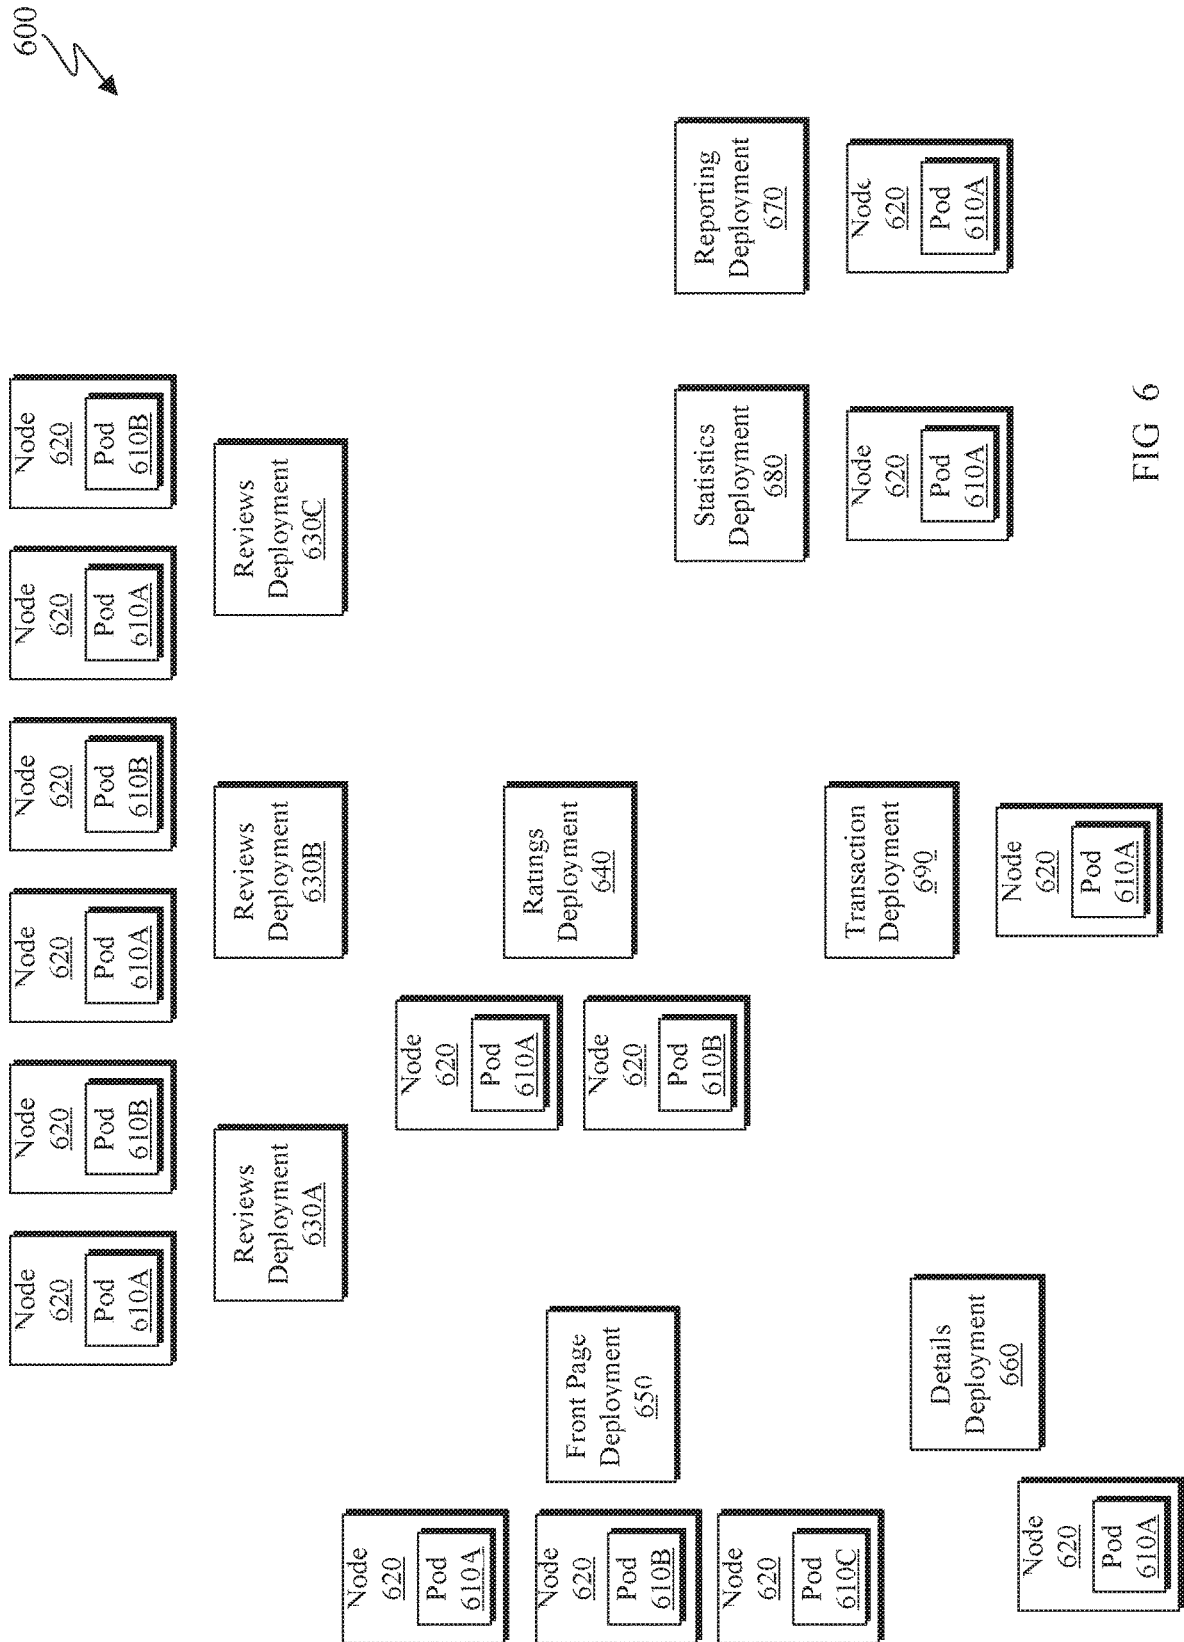 600
Node
620
Pod
610A
Node
620
Pod
610B
Node
620
Pod
610A
Node
620
Pod
610B
Node
620
Pod
610A
Node
620
Pod
610B
Reviews
Deployment
630A
Reviews
Deployment
630B
Reviews
Deployment
630C
Node
620
Pod
610A
Node
620
Pod
610B
Node
620
Pod
610C
Front Page
Deployment
650
Node
620
Pod
610A
Node
620
Pod
610B
Ratings
Deployment
640
Statistics
Deployment
680
Node
620
Pod
610A
Reporting
Deployment
670
Node
620
Pod
610A
Transaction
Deployment
690
Node
620
Pod
610A
Details
Deployment
660
Node
620
Pod
610A
FIG 6